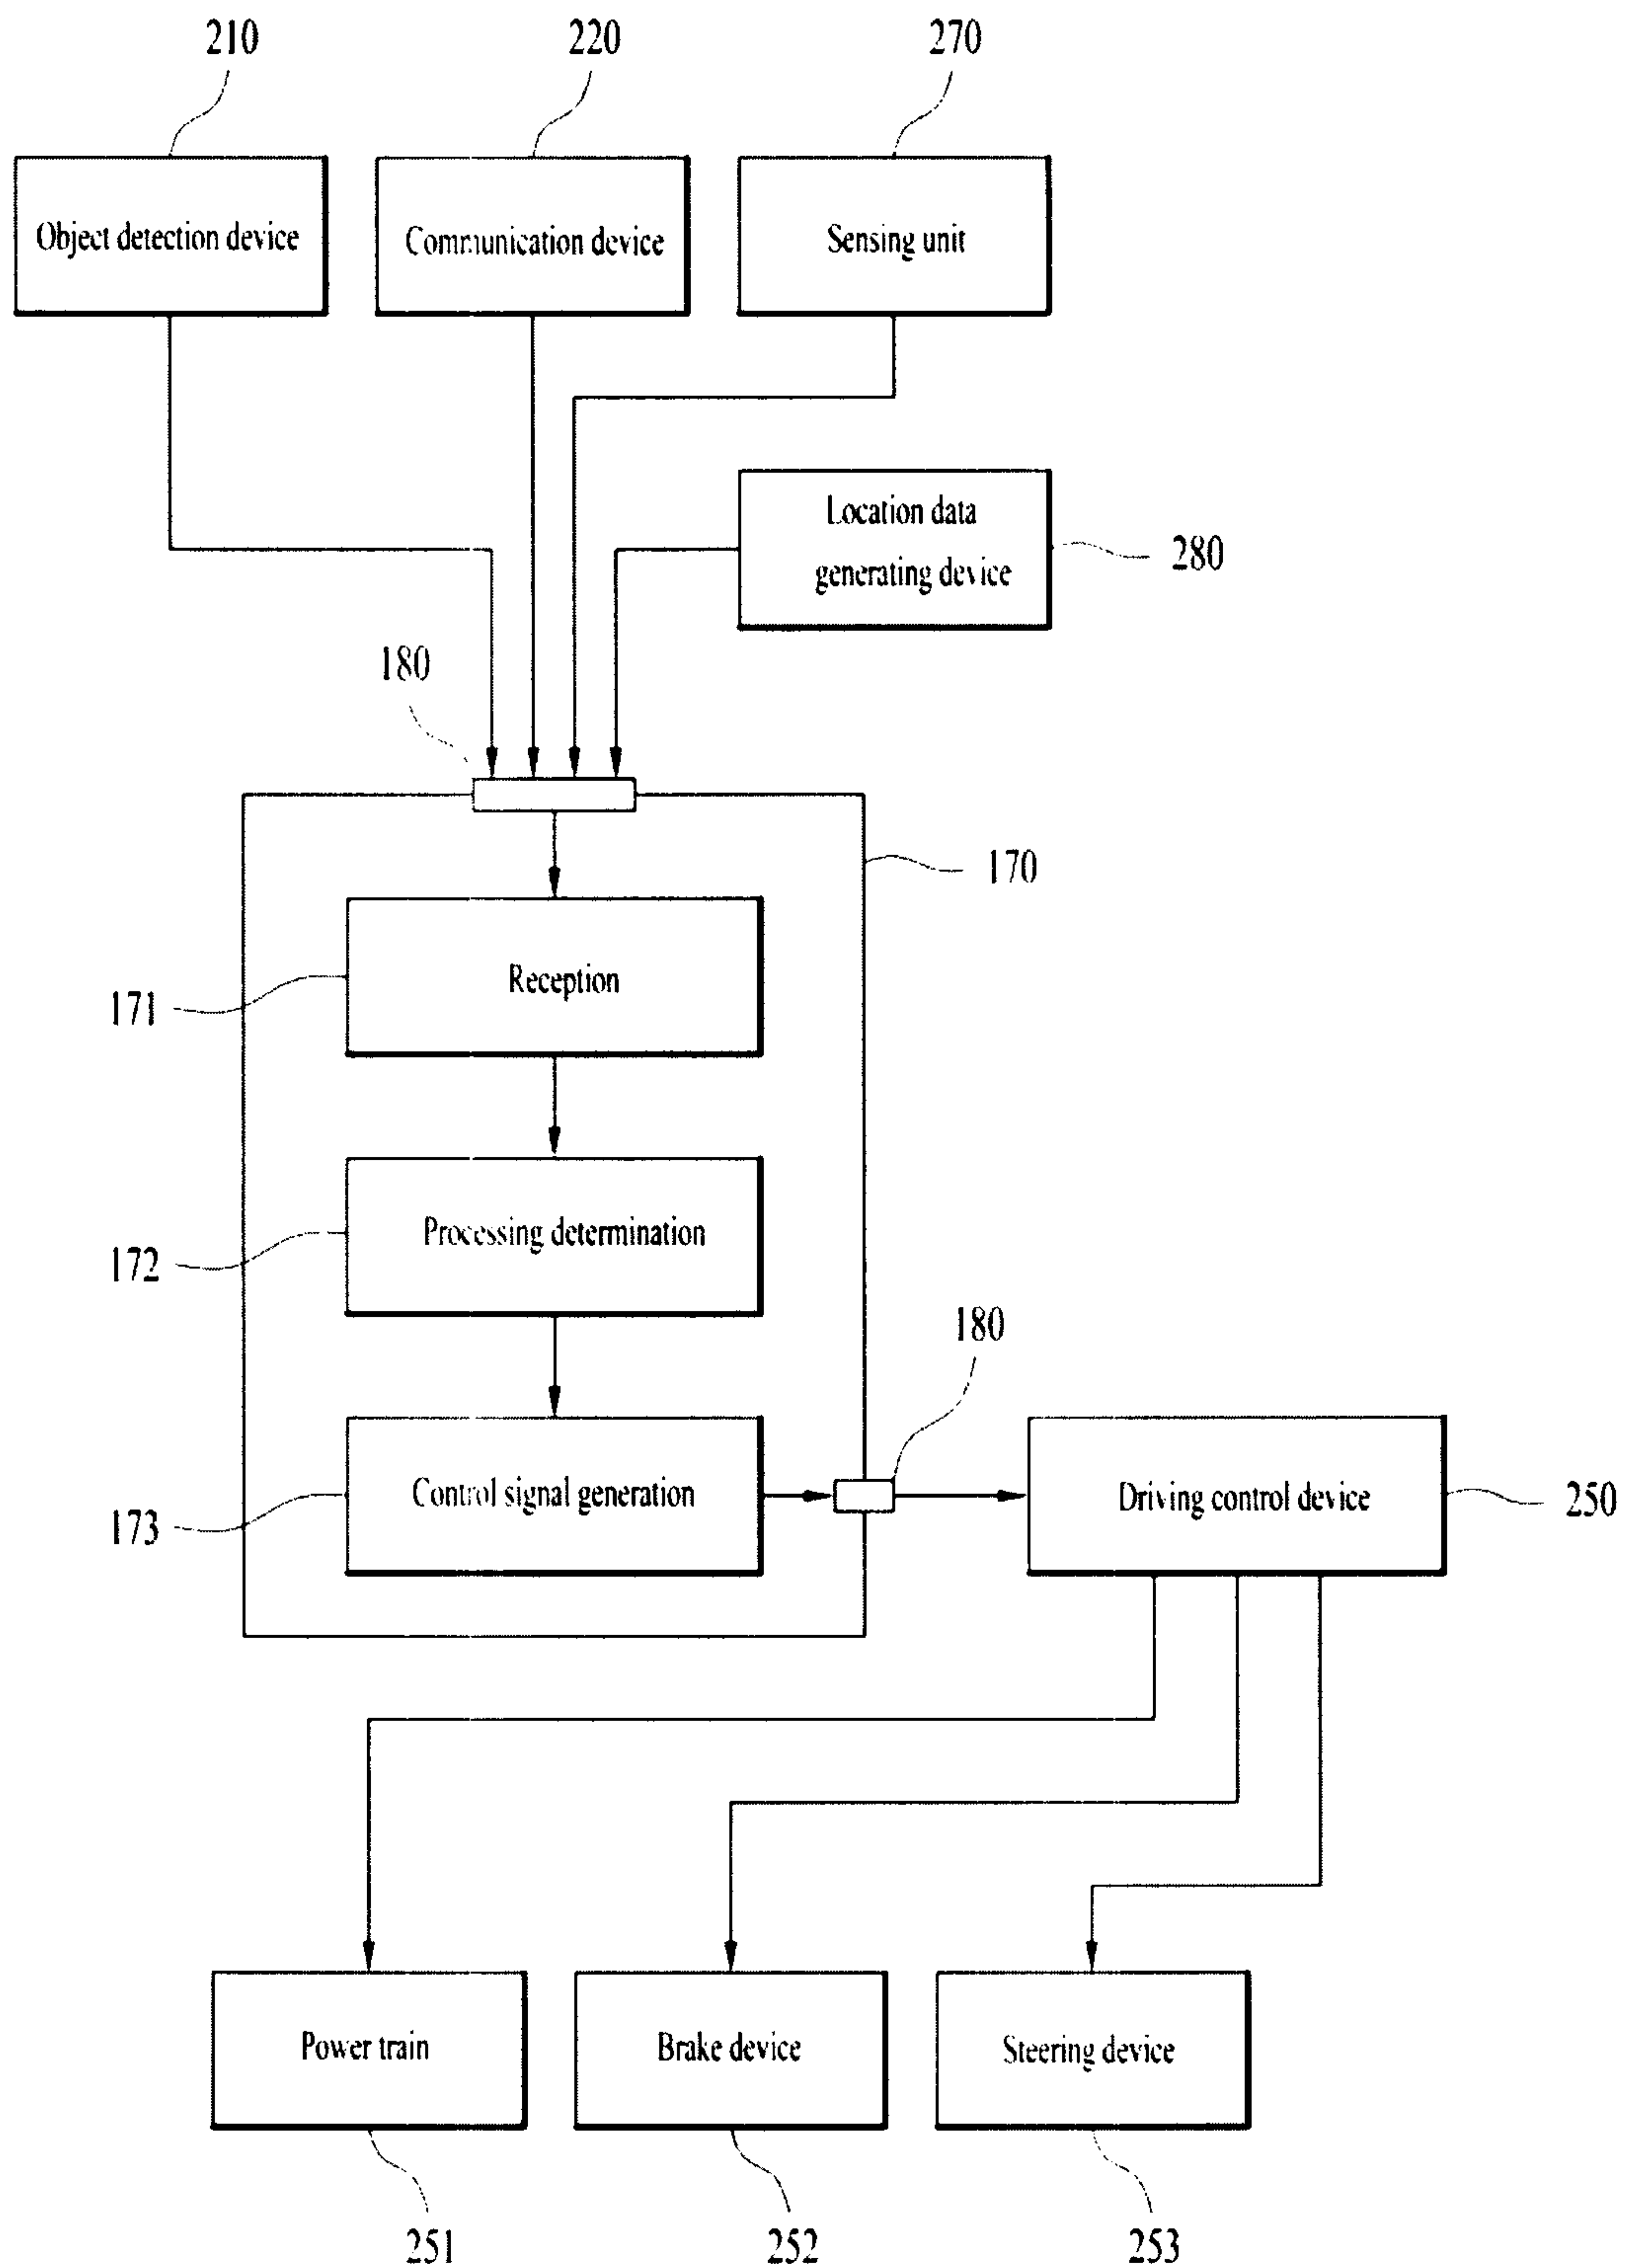 210
220
270
Object detection device
Communication device
Sensing unit
Location data
generating device
280
180
170
Reception
171
Processing determination
172
180
Control signal generation
173
Driving control device
250
Power train
Brake device
Steering device
251
252
253